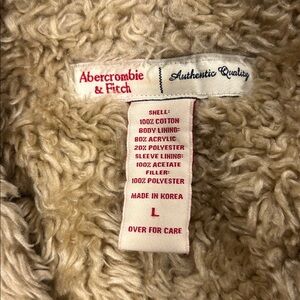 Abercrombie
& Fitch
Authentic Quality
SHELL:
100% COTTON
BODY LINING:
80% ACRYLIC
20% POLYESTER
SLEEVE LINING:
100% ACETATE
FILLER:
100% POLYESTER
MADE IN KOREA
L
OVER FOR CARE